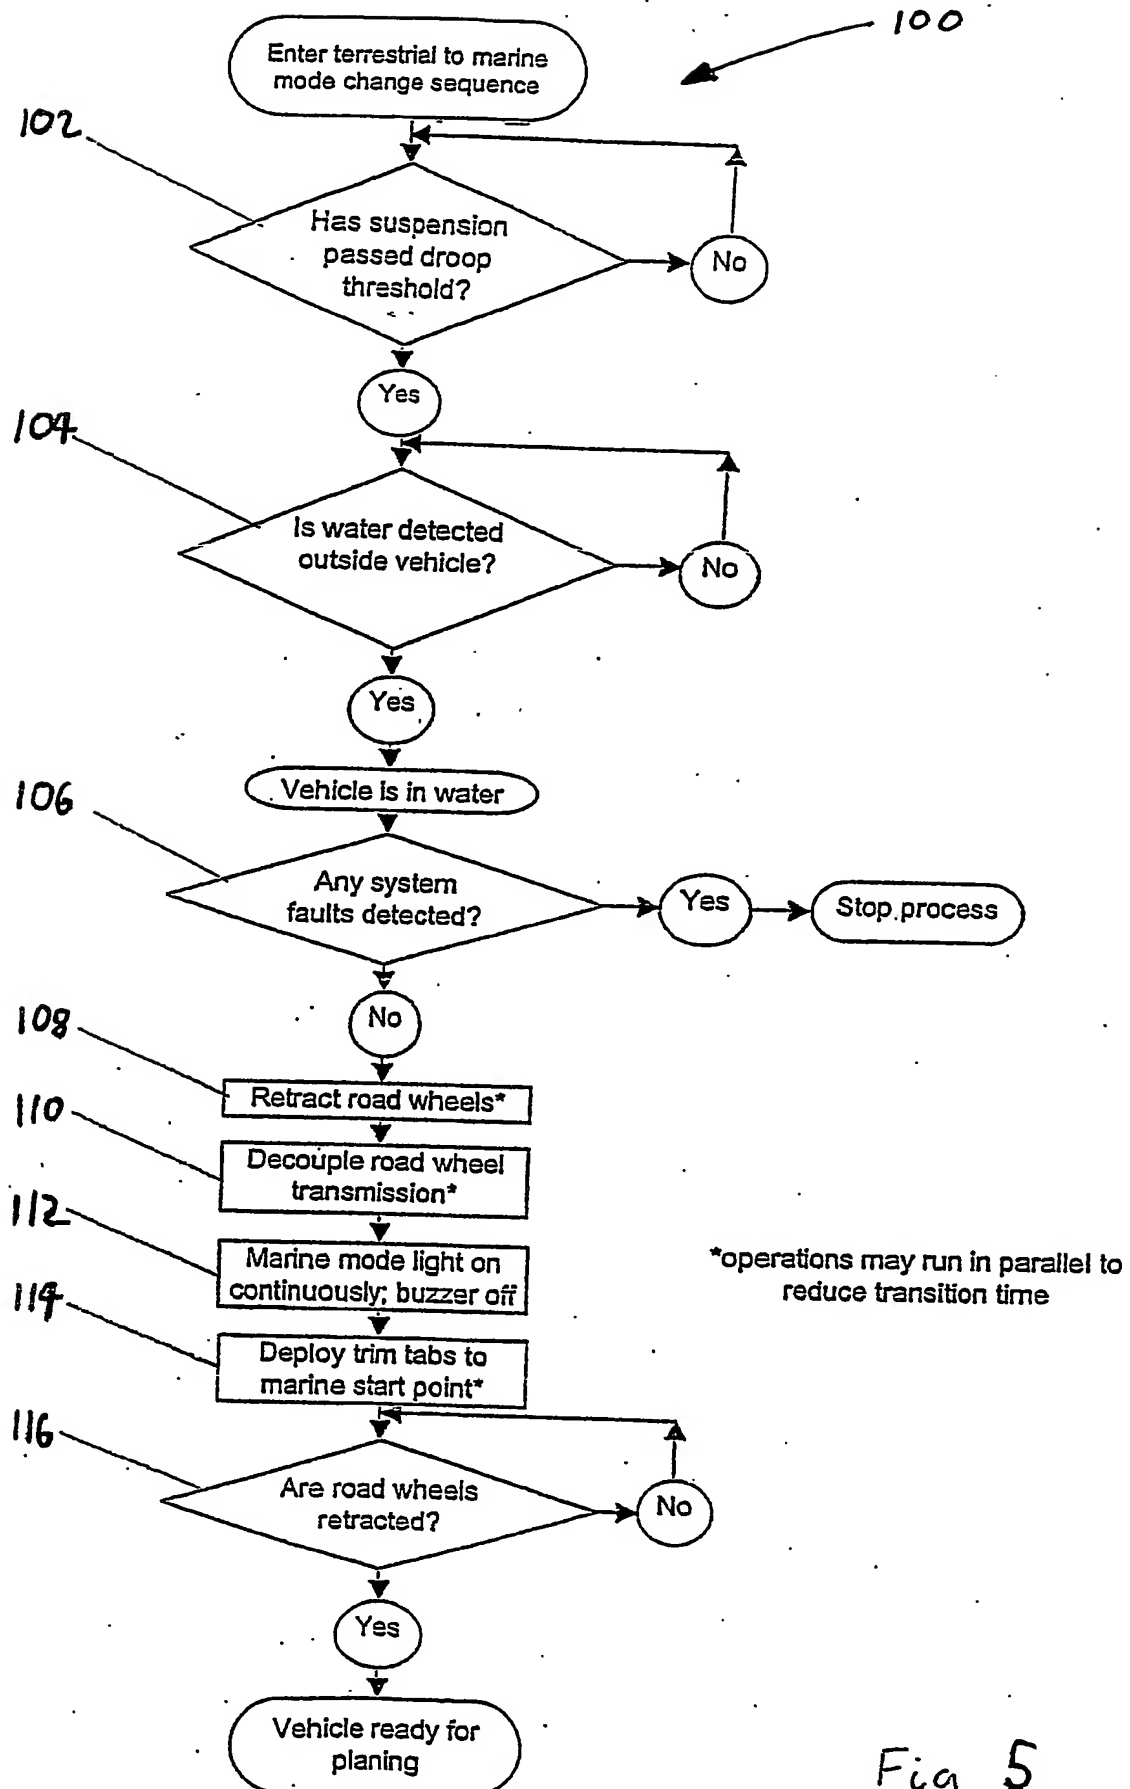 100
Enter terrestrial to marine
mode change sequence
102
Has suspension
passed droop
threshold?
No
Yes
104
Is water detected
outside vehicle?
No
Yes
Vehicle is in water
106
Any system
faults detected?
Yes
Stop process
No
108
Retract road wheels*
110
Decouple road wheel
transmission*
112
Marine mode light on
continuously; buzzer off
*operations may run in parallel to
reduce transition time
114
Deploy trim tabs to
marine start point*
116
Are road wheels
retracted?
No
Yes
Vehicle ready for
planing
Fig 5